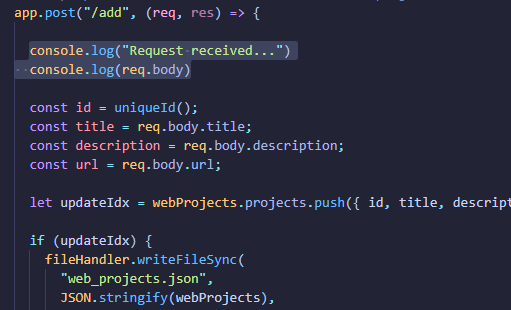 app.post("/add", (req, res) => {
console.log("Request received...")
console.log(req.body)
const id = uniqueId();
const title = req.body.title;
const description = req.body.description;
const url = req.body.url;
let updateIdx = webProjects.projects.push({ id, title, descript
if (updateIdx) {
fileHandler.writeFileSync(
"web_projects.json",
JSON.stringify(webProjects),